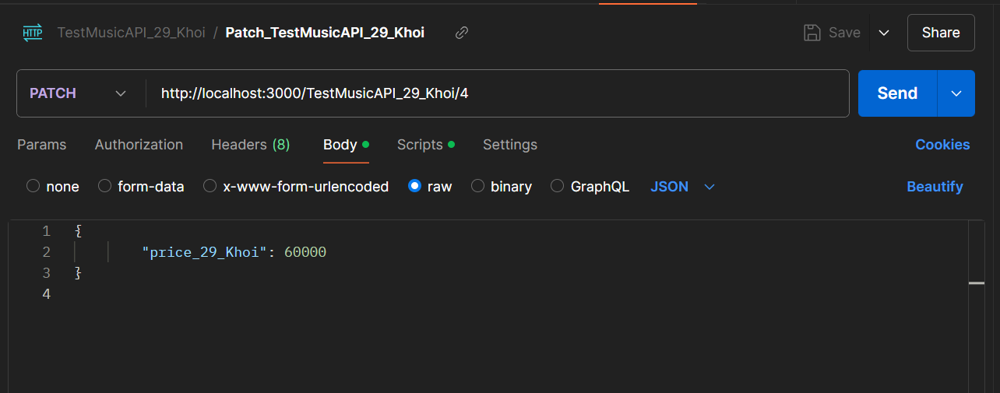 HTTP TestMusicAPI_29_Khoi / Patch_TestMusicAPI_29_Khoi Save Share
PATCH http://localhost:3000/TestMusicAPI_29_Khoi/4 Send
Params Authorization Headers (8) Body Scripts Settings Cookies
none form-data x-www-form-urlencoded raw binary GraphQL JSON Beautify
1 {
2 "price_29_Khoi": 60000
3 }
4